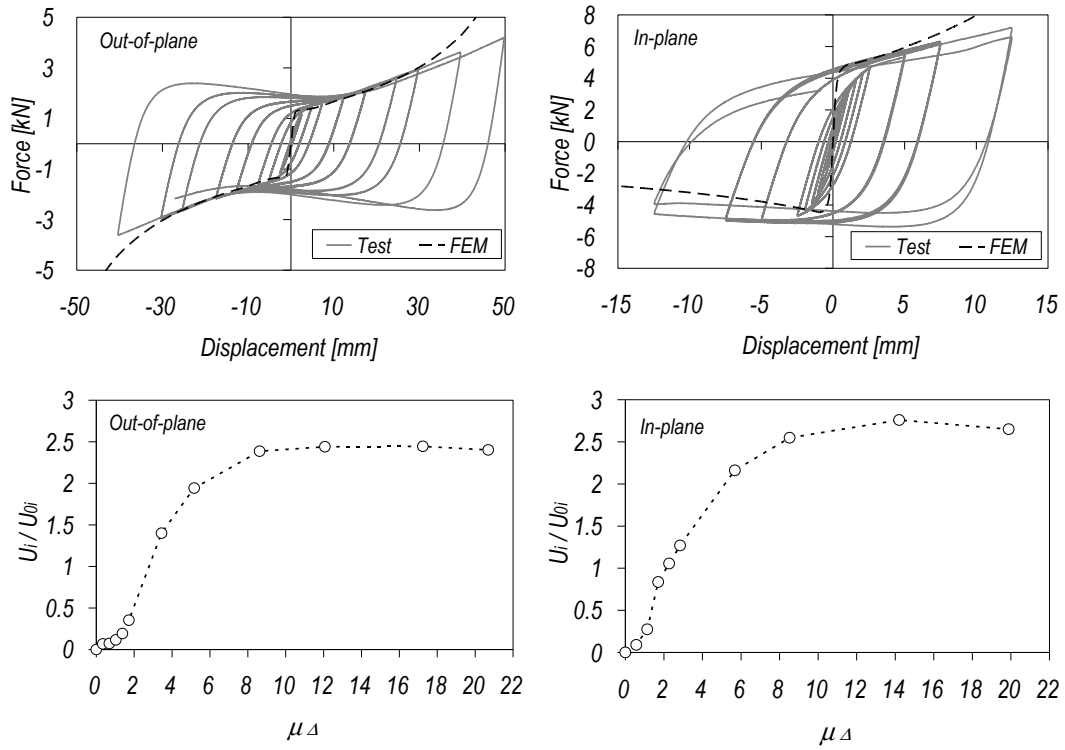 Out-of-plane
Force [kN]
5
3
1
-1
-3
-5
-50 -40 -30 -20 -10 0 10 20 30 40 50
Test FEM
Displacement [mm]
In-plane
Force [kN]
8
6
4
2
0
-2
-4
-6
-8
-15 -10 -5 0 5 10 15
Test FEM
Displacement [mm]
Out-of-plane
Ui / U0i
3
2.5
2
1.5
1
0.5
0
0 2 4 6 8 10 12 14 16 18 20 22
μ Δ
In-plane
Ui / U0i
3
2.5
2
1.5
1
0.5
0
0 2 4 6 8 10 12 14 16 18 20 22
μ Δ